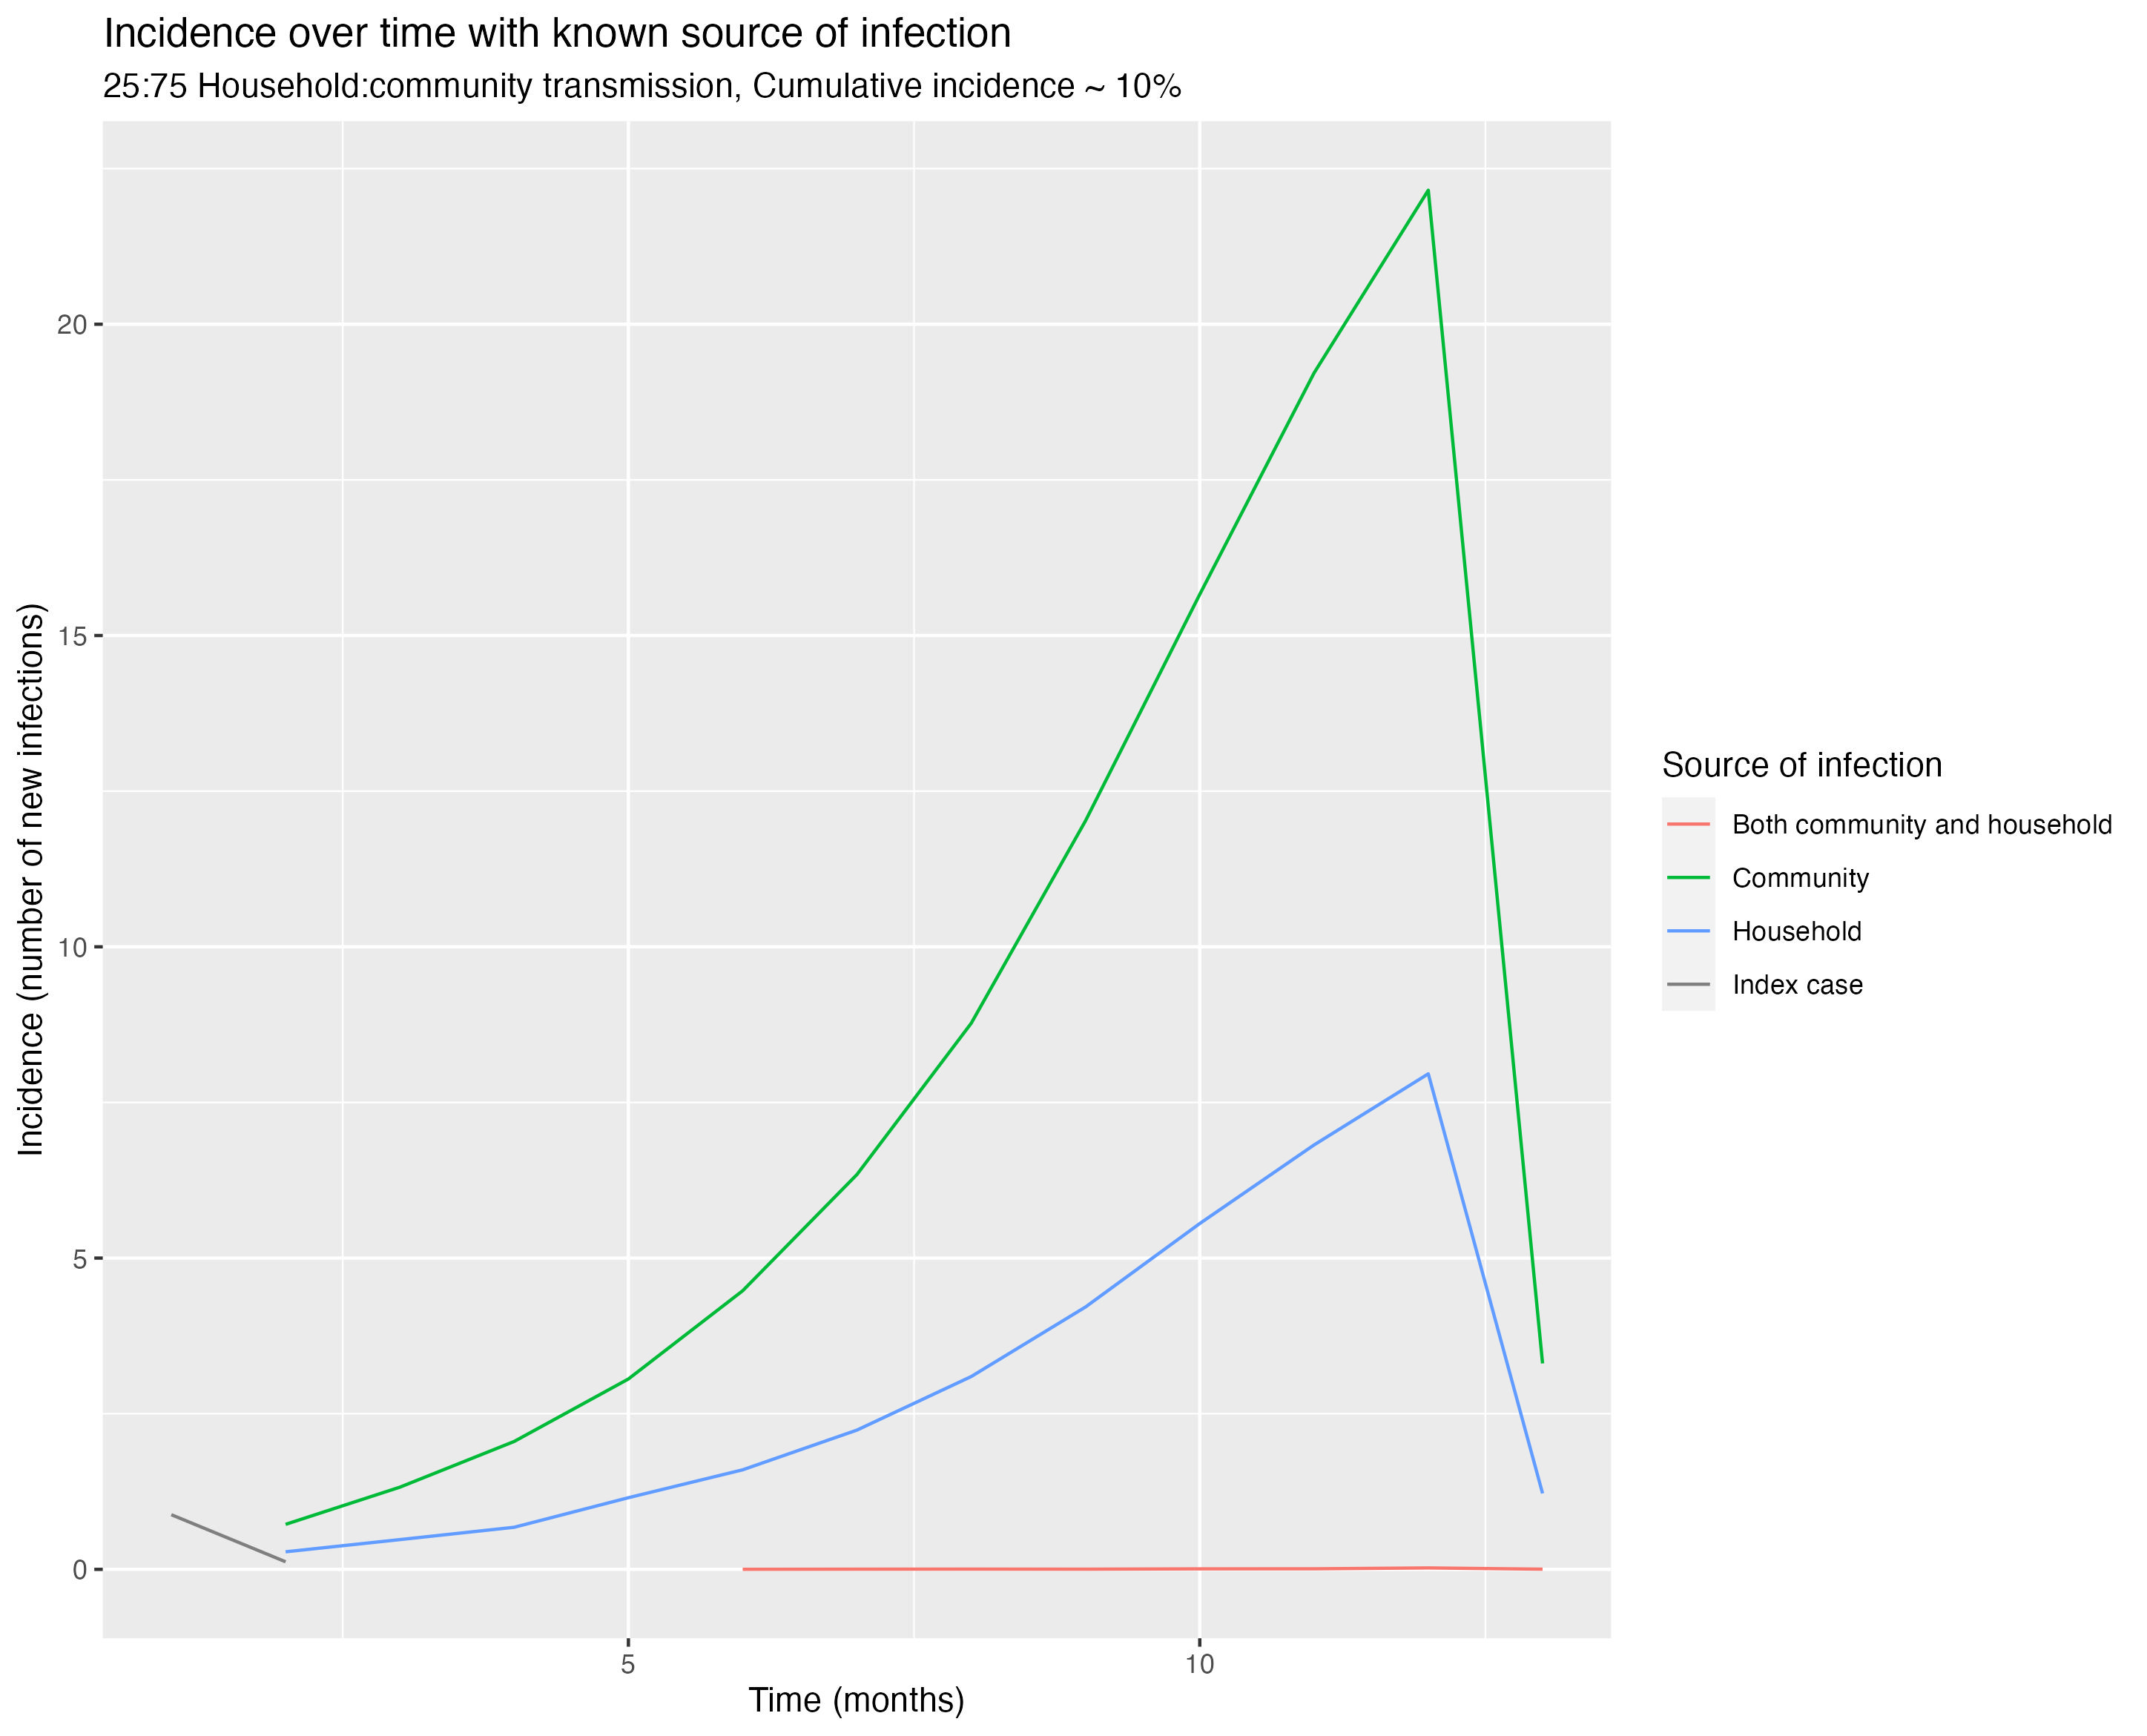 Incidence over time with known source of infection
25:75 Household:community transmission, Cumulative incidence ~ 10%
Incidence (number of new infections)
20
15
10
5
0
5
10
Time (months)
Source of infection
Both community and household
Community
Household
Index case